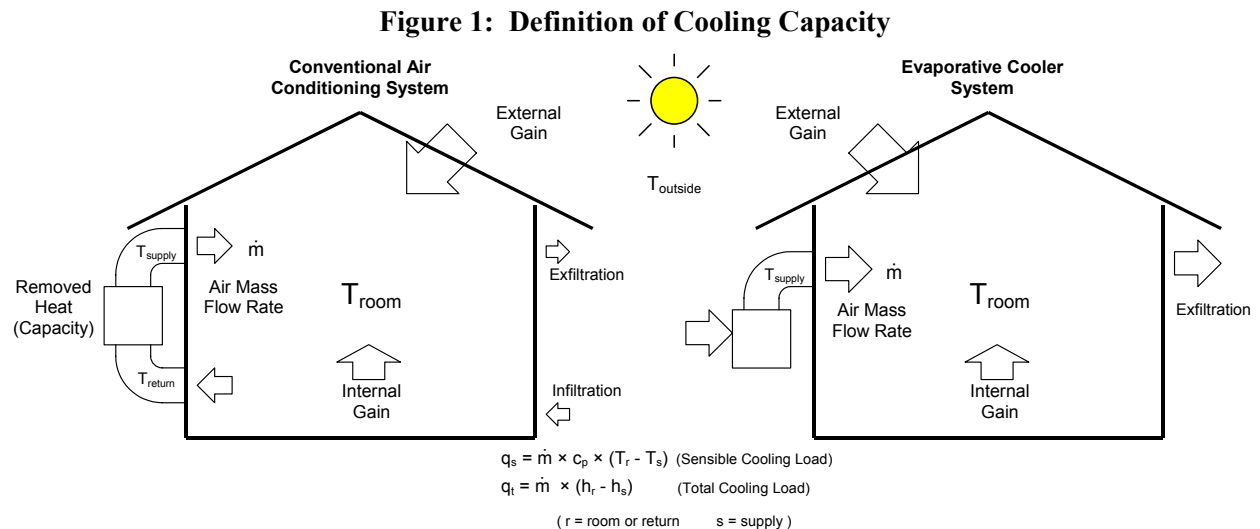 Figure 1: Definition of Cooling Capacity
Conventional Air
Conditioning System
External
Gain
T_supply
ṁ
Removed
Heat
(Capacity)
Air Mass
Flow Rate
T_room
Exfiltration
T_return
Internal
Gain
Infiltration
T_outside
Evaporative Cooler
System
External
Gain
T_supply
ṁ
Air Mass
Flow Rate
T_room
Exfiltration
Internal
Gain
q_s = ṁ × c_p × (T_r - T_s) (Sensible Cooling Load)
q_t = ṁ × (h_r - h_s) (Total Cooling Load)
( r = room or return s = supply )